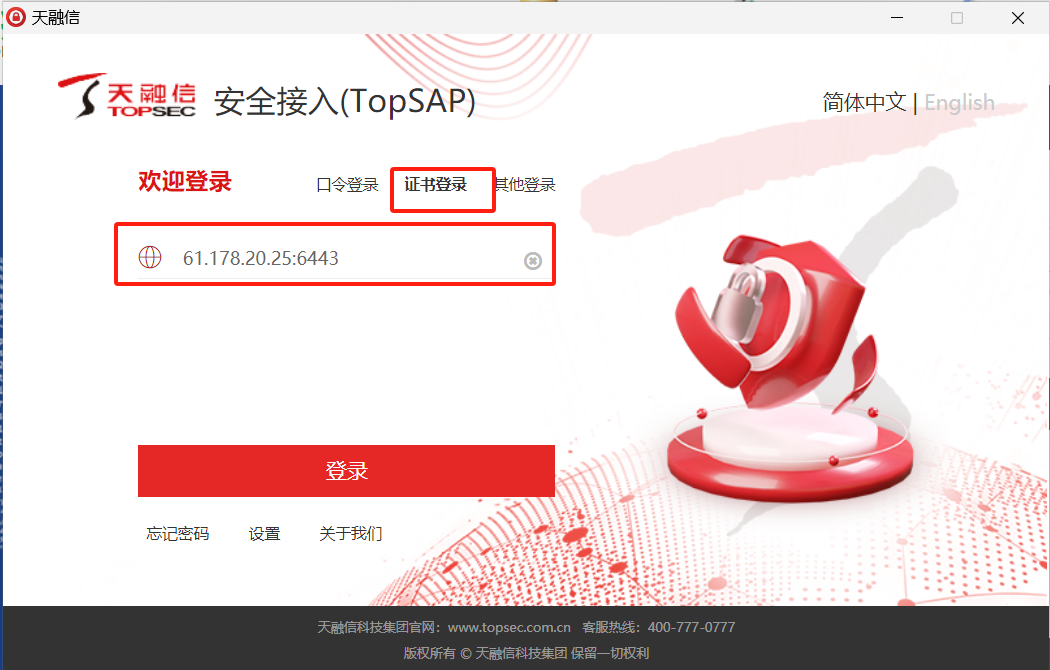 天融信
天融信 TOPSEC 安全接入(TopSAP)
简体中文 | English
欢迎登录 口令登录 证书登录 其他登录
61.178.20.25:6443
登录
忘记密码 设置 关于我们
天融信科技集团官网：www.topsec.com.cn 客服热线：400-777-0777
版权所有 © 天融信科技集团 保留一切权利